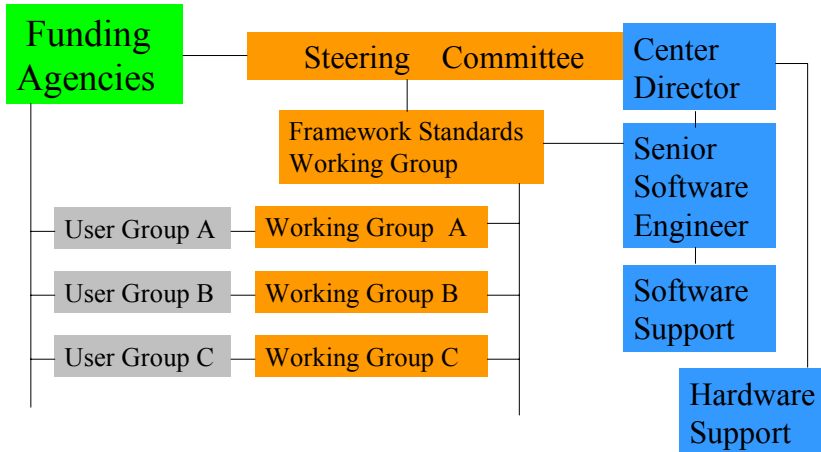 Funding
Agencies
Steering Committee
Center
Director
Framework Standards
Working Group
Senior
Software
Engineer
User Group A
Working Group A
User Group B
Working Group B
Software
Support
User Group C
Working Group C
Hardware
Support